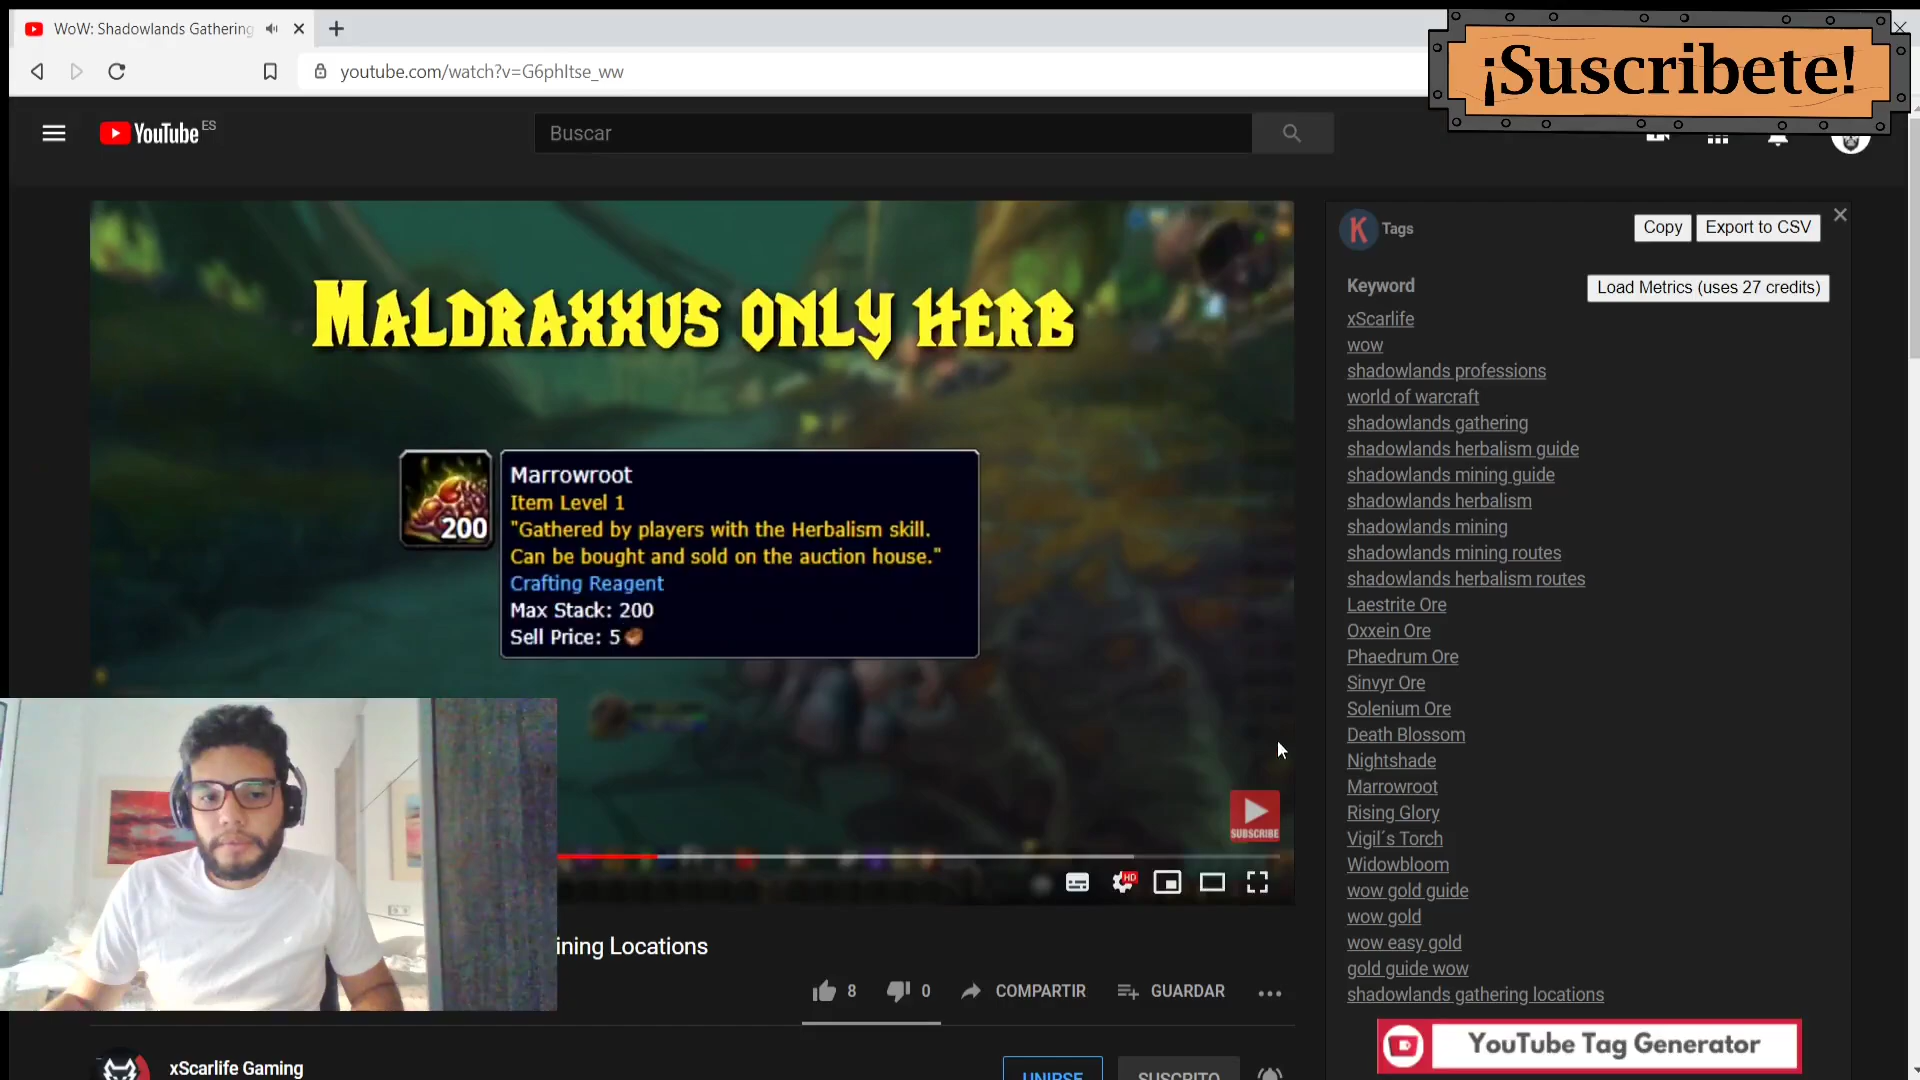 WoW: Shadowlands Gathering
youtube.com/watch?v=G6phItse_ww
¡Suscribete!
YouTube ES
Buscar
MALDRAXXUS ONLY HERB
Marrowroot
Item Level 1
"Gathered by players with the Herbalism skill.
Can be bought and sold on the auction house."
Crafting Reagent
Max Stack: 200
Sell Price: 5
200
SUBSCRIBE
HD
ining Locations
8
0
COMPARTIR
GUARDAR
xScarlife Gaming
UNIRSE
SUSCRITO
K Tags
Copy
Export to CSV
Keyword
Load Metrics (uses 27 credits)
xScarlife
wow
shadowlands professions
world of warcraft
shadowlands gathering
shadowlands herbalism guide
shadowlands mining guide
shadowlands herbalism
shadowlands mining
shadowlands mining routes
shadowlands herbalism routes
Laestrite Ore
Oxxein Ore
Phaedrum Ore
Sinvyr Ore
Solenium Ore
Death Blossom
Nightshade
Marrowroot
Rising Glory
Vigil´s Torch
Widowbloom
wow gold guide
wow gold
wow easy gold
gold guide wow
shadowlands gathering locations
YouTube Tag Generator